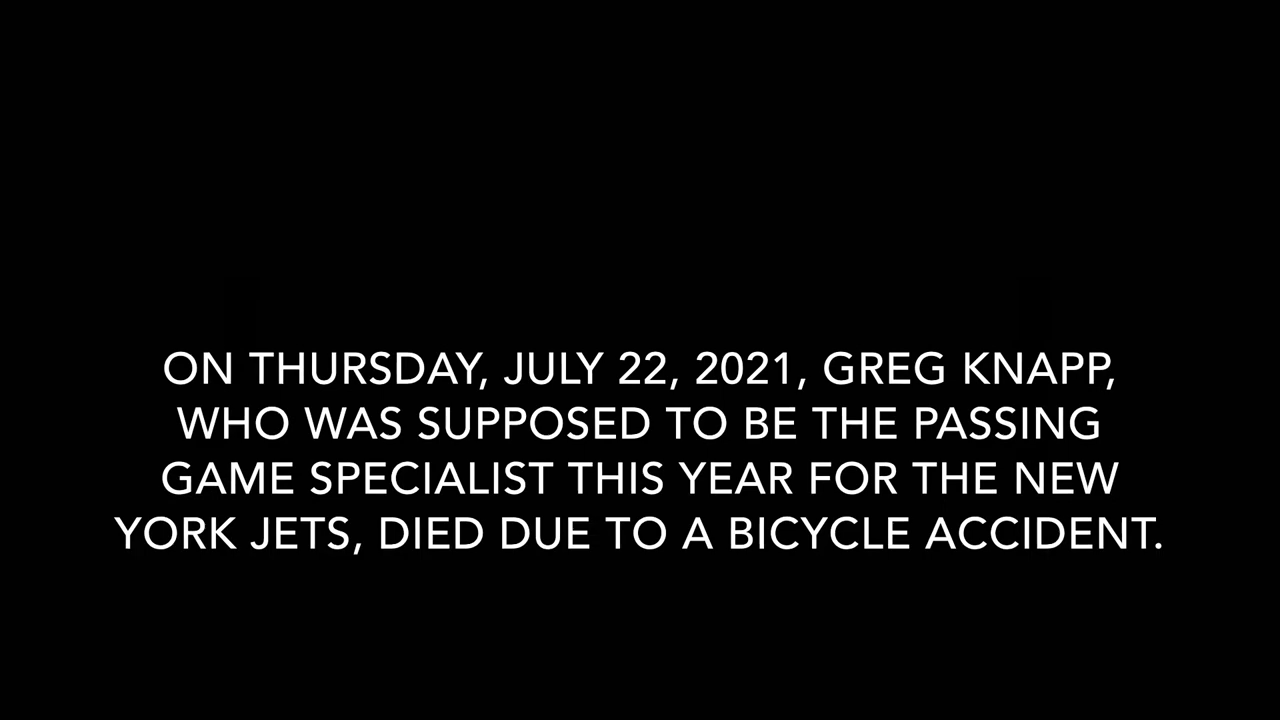 ON THURSDAY, JULY 22, 2021, GREG KNAPP,
WHO WAS SUPPOSED TO BE THE PASSING
GAME SPECIALIST THIS YEAR FOR THE NEW
YORK JETS, DIED DUE TO A BICYCLE ACCIDENT.